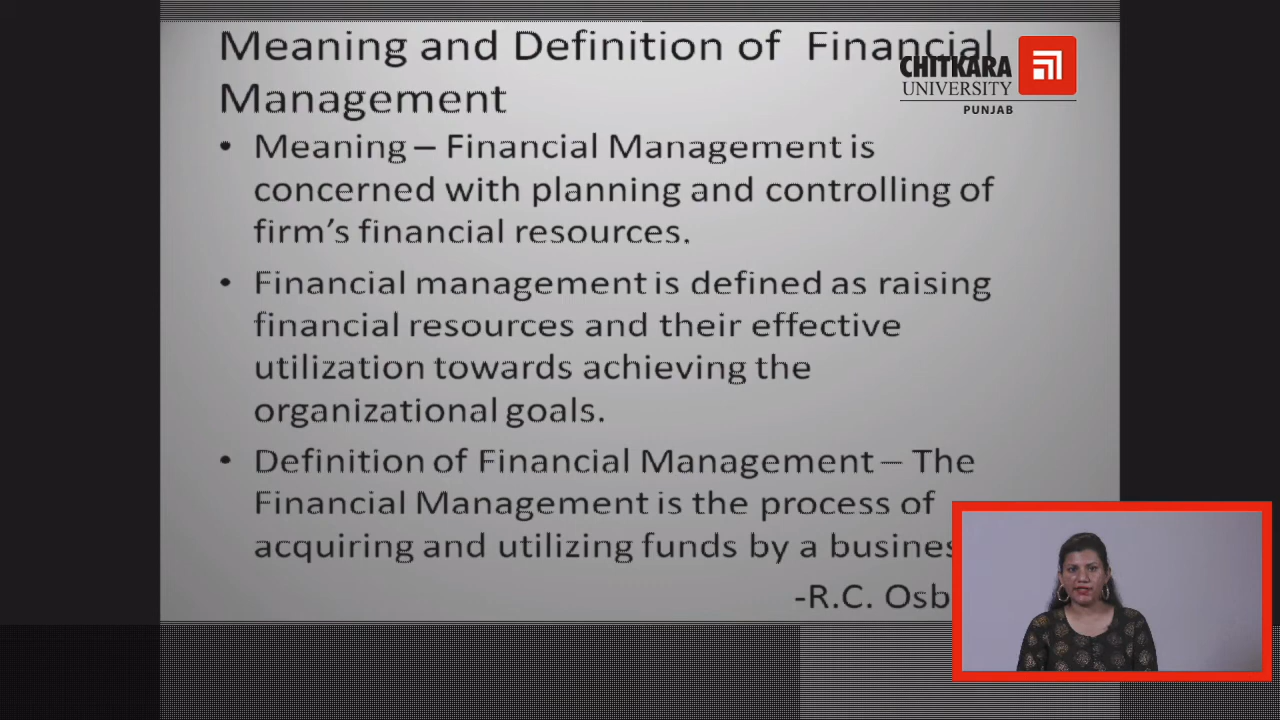 Meaning and Definition of Financial
Management
CHITKARA
UNIVERSITY
PUNJAB
• Meaning – Financial Management is
concerned with planning and controlling of
firm's financial resources.
• Financial management is defined as raising
financial resources and their effective
utilization towards achieving the
organizational goals.
• Definition of Financial Management – The
Financial Management is the process of
acquiring and utilizing funds by a
-R.C.